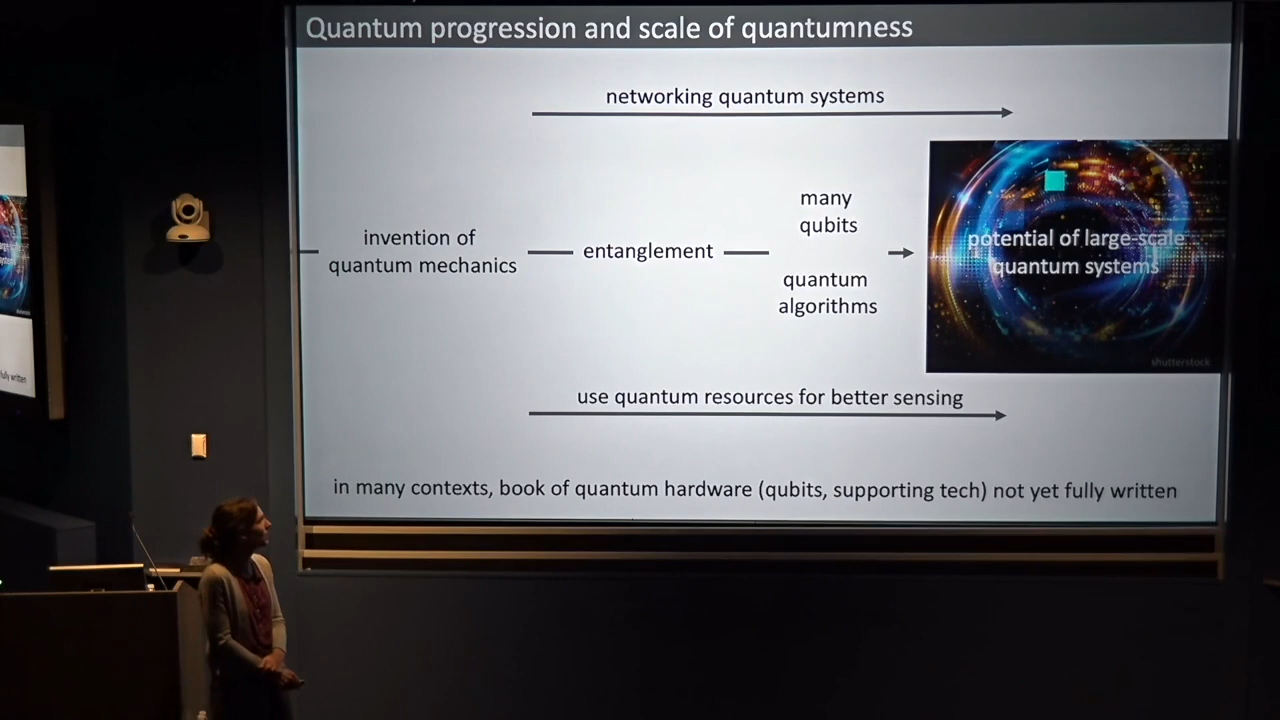 Quantum progression and scale of quantumness
networking quantum systems
many
qubits
invention of
quantum mechanics
entanglement
quantum
algorithms
potential of large-scale
quantum systems
shutterstock
use quantum resources for better sensing
in many contexts, book of quantum hardware (qubits, supporting tech) not yet fully written
fully written